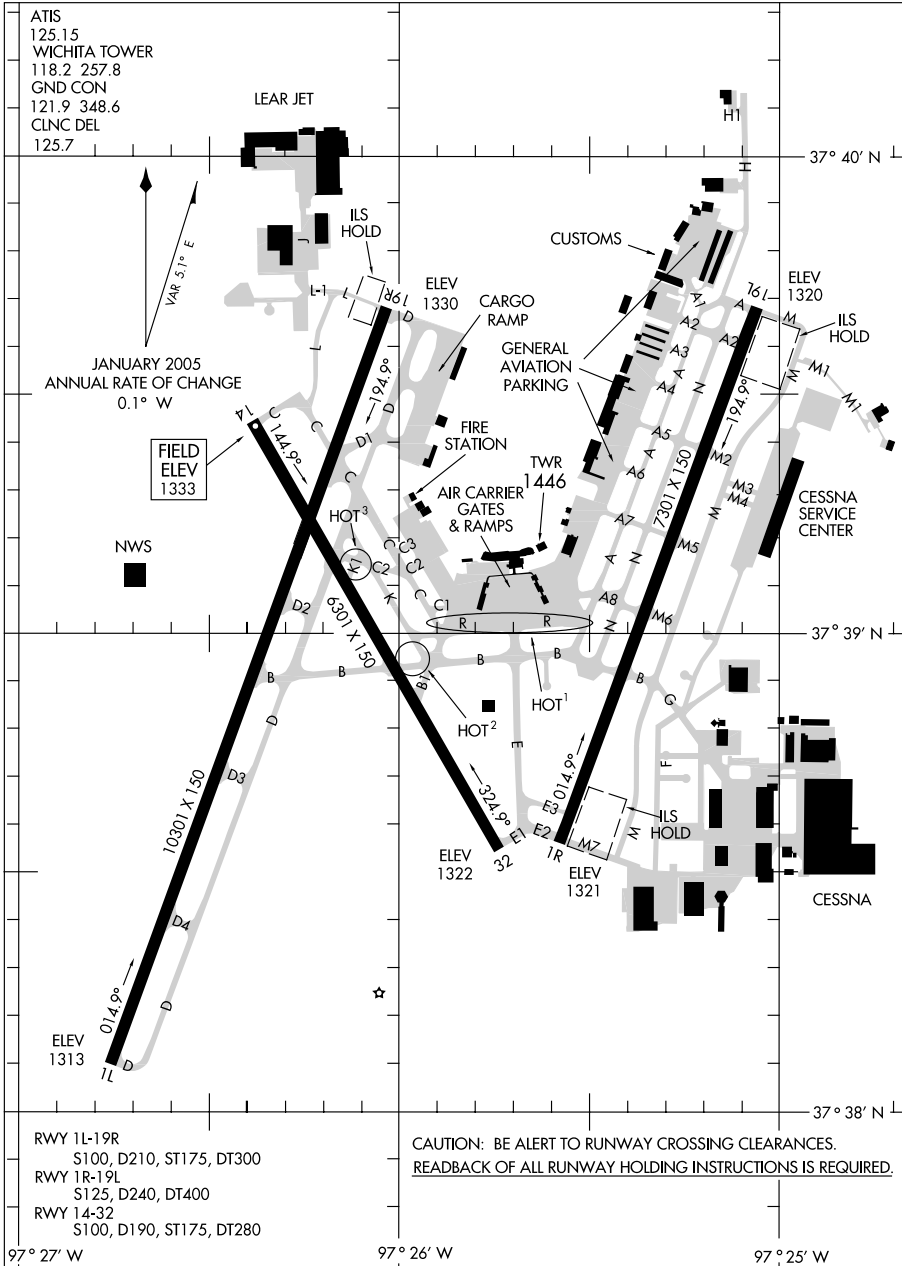 ATIS
125.15
WICHITA TOWER
118.2 257.8
GND CON
121.9 348.6
CLNC DEL
125.7
LEAR JET
H1
37° 40' N
H
VAR 5.1° E
JANUARY 2005
ANNUAL RATE OF CHANGE
0.1° W
J
ILS
HOLD
L-1
L
L
19R
D
ELEV
1330
CARGO
RAMP
CUSTOMS
GENERAL
AVIATION
PARKING
A1
A2
A3
A
A4
N
A2
A
19L
M
ELEV
1320
ILS
HOLD
M
M1
M1
194.9°
194.9°
14
C
144.9°
C
D
D1
C
FIELD
ELEV
1333
FIRE
STATION
TWR
1446
AIR CARRIER
GATES
& RAMPS
A5
A
A6
A7
A
N
A8
N
7301 X 150
M2
M3
M4
M
M5
M6
CESSNA
SERVICE
CENTER
NWS
HOT3
K1
C2
C
C3
C2
K
C
C1
D2
6301 X 150
R
R
37° 39' N
B
B
B1
B
B
B
G
D
HOT2
HOT1
E
F
D3
10301 X 150
324.9°
014.9°
E3
E1
E2
M7
M
ILS
HOLD
32
1R
ELEV
1322
ELEV
1321
CESSNA
D4
D
014.9°
ELEV
1313
1L
D
37° 38' N
RWY 1L-19R
S100, D210, ST175, DT300
RWY 1R-19L
S125, D240, DT400
RWY 14-32
S100, D190, ST175, DT280
CAUTION: BE ALERT TO RUNWAY CROSSING CLEARANCES.
READBACK OF ALL RUNWAY HOLDING INSTRUCTIONS IS REQUIRED.
97° 27' W
97° 26' W
97° 25' W